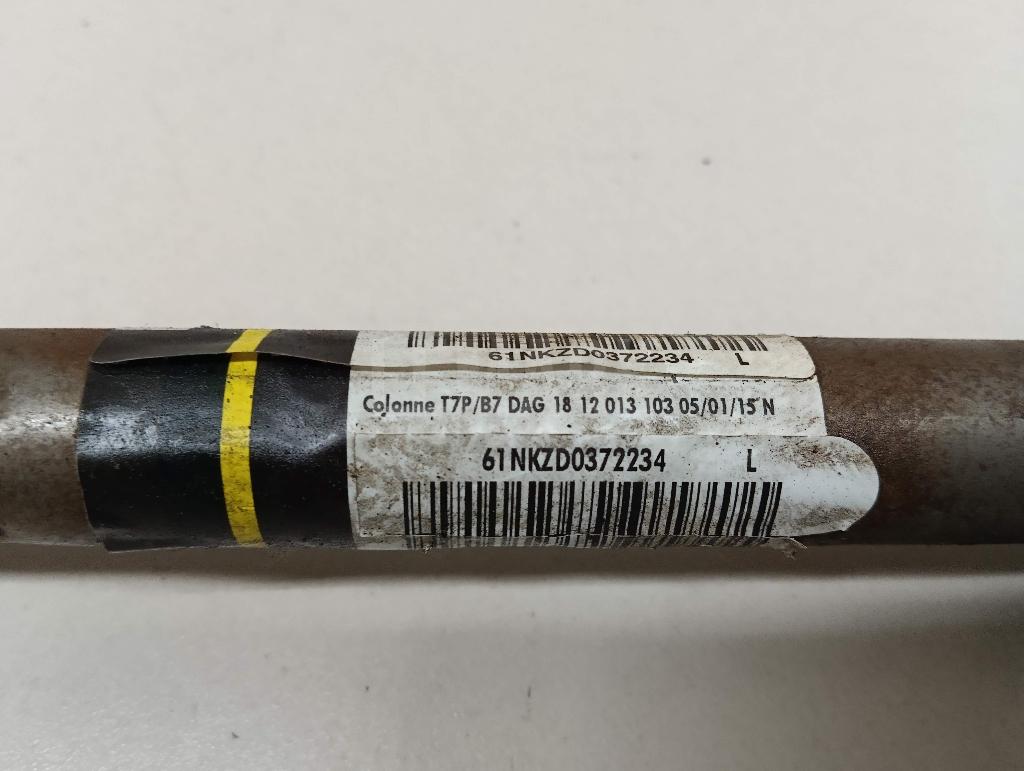 61NKZD0372234 L
Colonne T7P/B7 DAG 18 12 013 103 05/01/15 N
61NKZD0372234 L